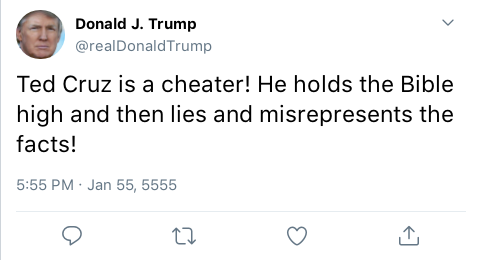 Donald J. Trump
@realDonaldTrump
Ted Cruz is a cheater! He holds the Bible
high and then lies and misrepresents the
facts!
5:55 PM · Jan 55, 5555